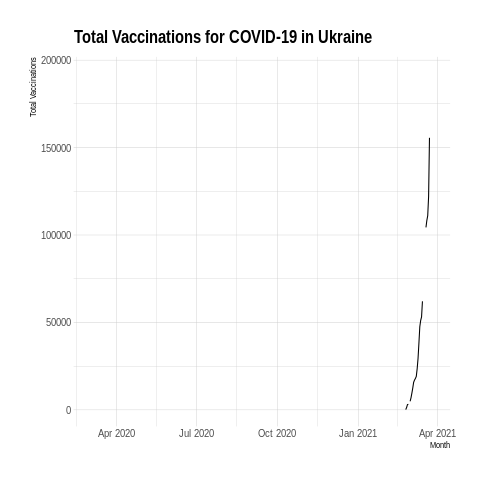 Total Vaccinations for COVID-19 in Ukraine
Total Vaccinations
200000
150000
100000
50000
0
Apr 2020 Jul 2020 Oct 2020 Jan 2021 Apr 2021
Month